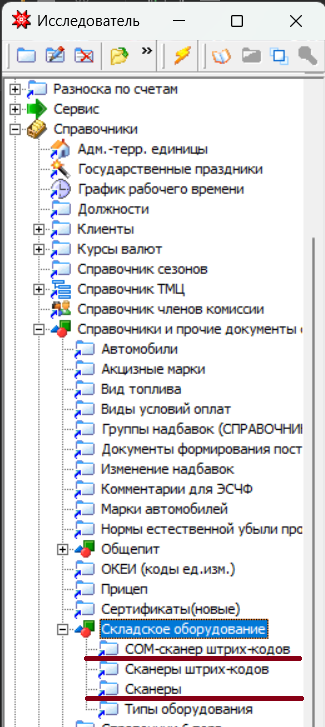 Исследователь
Разноска по счетам
Сервис
Справочники
Адм.-терр. единицы
Государственные праздники
График рабочего времени
Должности
Клиенты
Курсы валют
Справочник сезонов
Справочник ТМЦ
Справочник членов комиссии
Справочники и прочие документы
Автомобили
Акцизные марки
Вид топлива
Виды условий оплат
Группы надбавок (СПРАВОЧНИ
Документы формирования пост
Изменение надбавок
Комментарии для ЭСЧФ
Марки автомобилей
Нормы естественной убыли про
Общепит
ОКЕИ (коды ед.изм.)
Прицеп
Сертификаты(новые)
Складское оборудование
COM-сканер штрих-кодов
Сканеры штрих-кодов
Сканеры
Типы оборудования